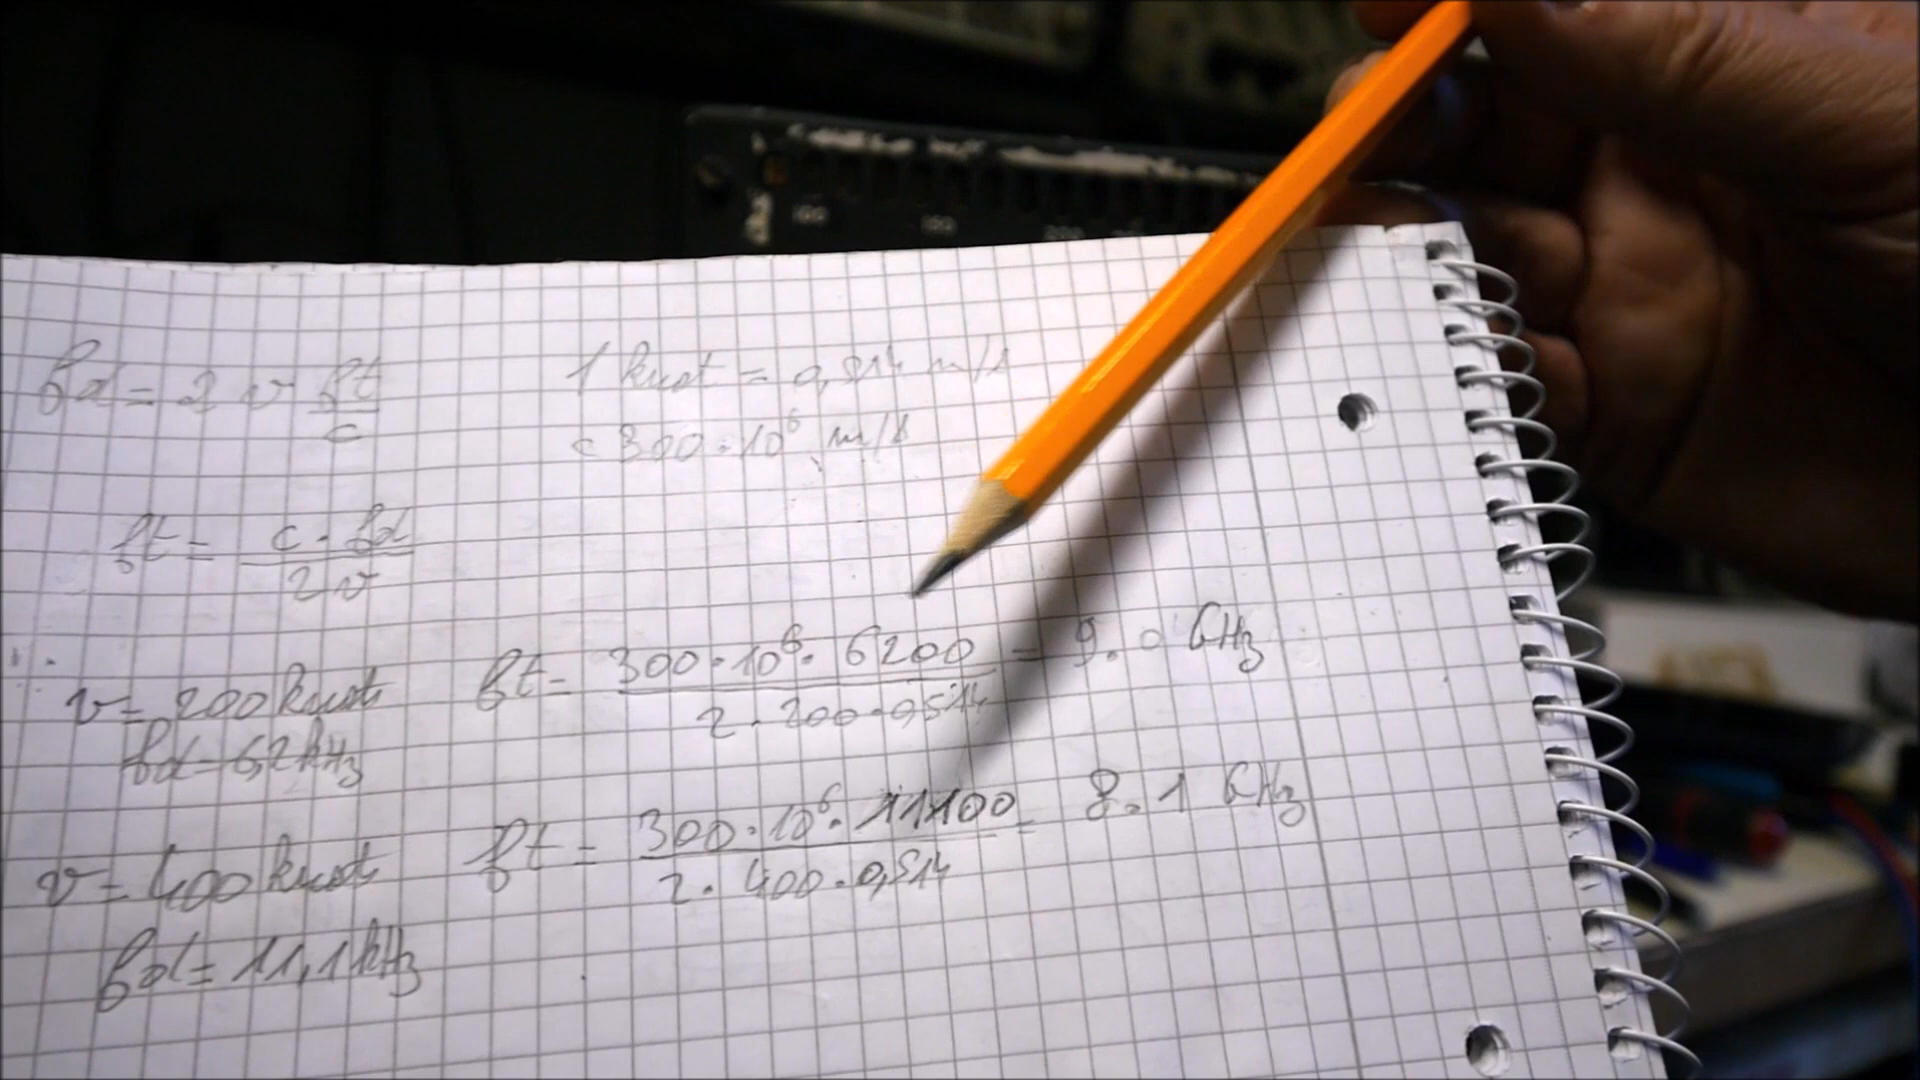 fd = 2 v ft/c
1 knot = 0,514 m/s
c 300 · 10⁶ m/s
ft = c · fd / 2v
v = 200 knots
fd = 6,2 kHz
ft = 300 · 10⁶ · 6200 / 2 · 200 · 0,514 = 9.0 GHz
v = 400 knots
fd = 11,1 kHz
ft = 300 · 10⁶ · 11100 / 2 · 400 · 0,514 = 8.1 GHz